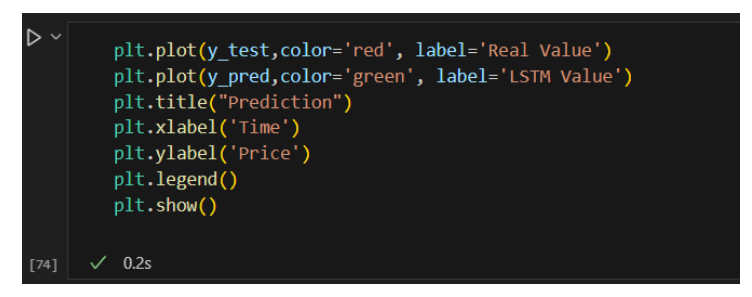 plt.plot(y_test,color='red', label='Real Value')
plt.plot(y_pred,color='green', label='LSTM Value')
plt.title("Prediction")
plt.xlabel('Time')
plt.ylabel('Price')
plt.legend()
plt.show()
[74] ✓ 0.2s